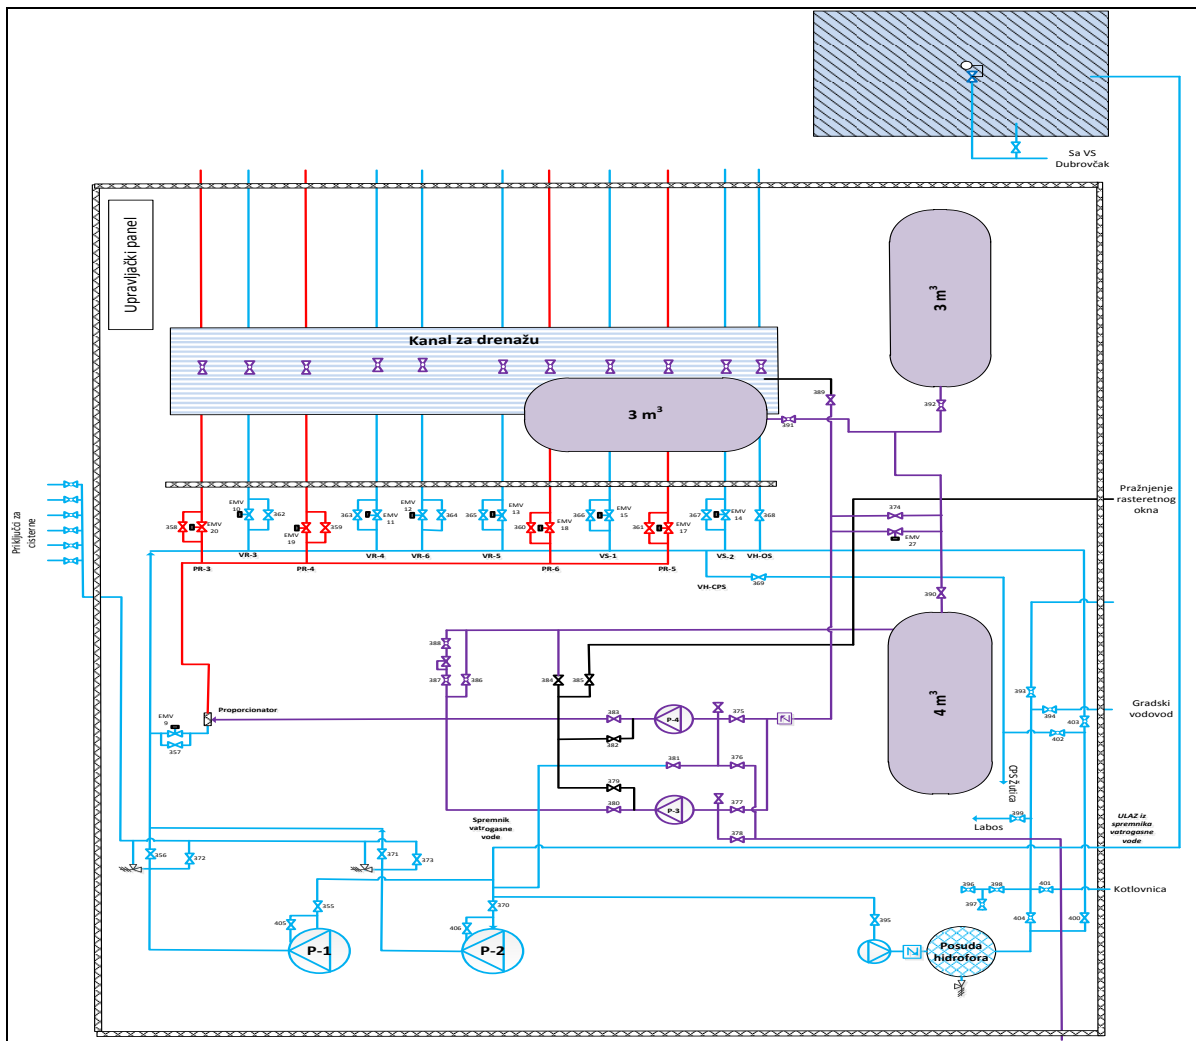 Sa VS
Dubrovčak
Upravljački panel
Kanal za drenažu
3 m³
3 m³
389
392
391
Pražnjenje
rasteretnog
okna
Priključci za
cisterne
358
EMV
20
EMV
10
362
EMV
19
359
363
EMV
11
EMV
12
364
365
EMV
13
360
EMV
18
366
EMV
15
361
EMV
17
367
EMV
14
368
374
EMV
27
VR-3
VR-4
VR-6
VR-5
VS-1
VS-2
VH-OS
PR-3
PR-4
PR-6
PR-5
VH-CPS
369
390
388
387
386
384
385
4 m³
393
394
403
402
Gradski
vodovod
Proporcionator
EMV
9
357
383
P-4
375
382
381
376
379
380
P-3
377
378
CPS Žutica
Spremnik
vatrogasne
vode
399
Labos
ULAZ iz
spremnika
vatrogasne
vode
356
372
371
373
396
398
401
397
Kotlovnica
355
405
370
406
395
404
400
P-1
P-2
Posuda
hidrofora